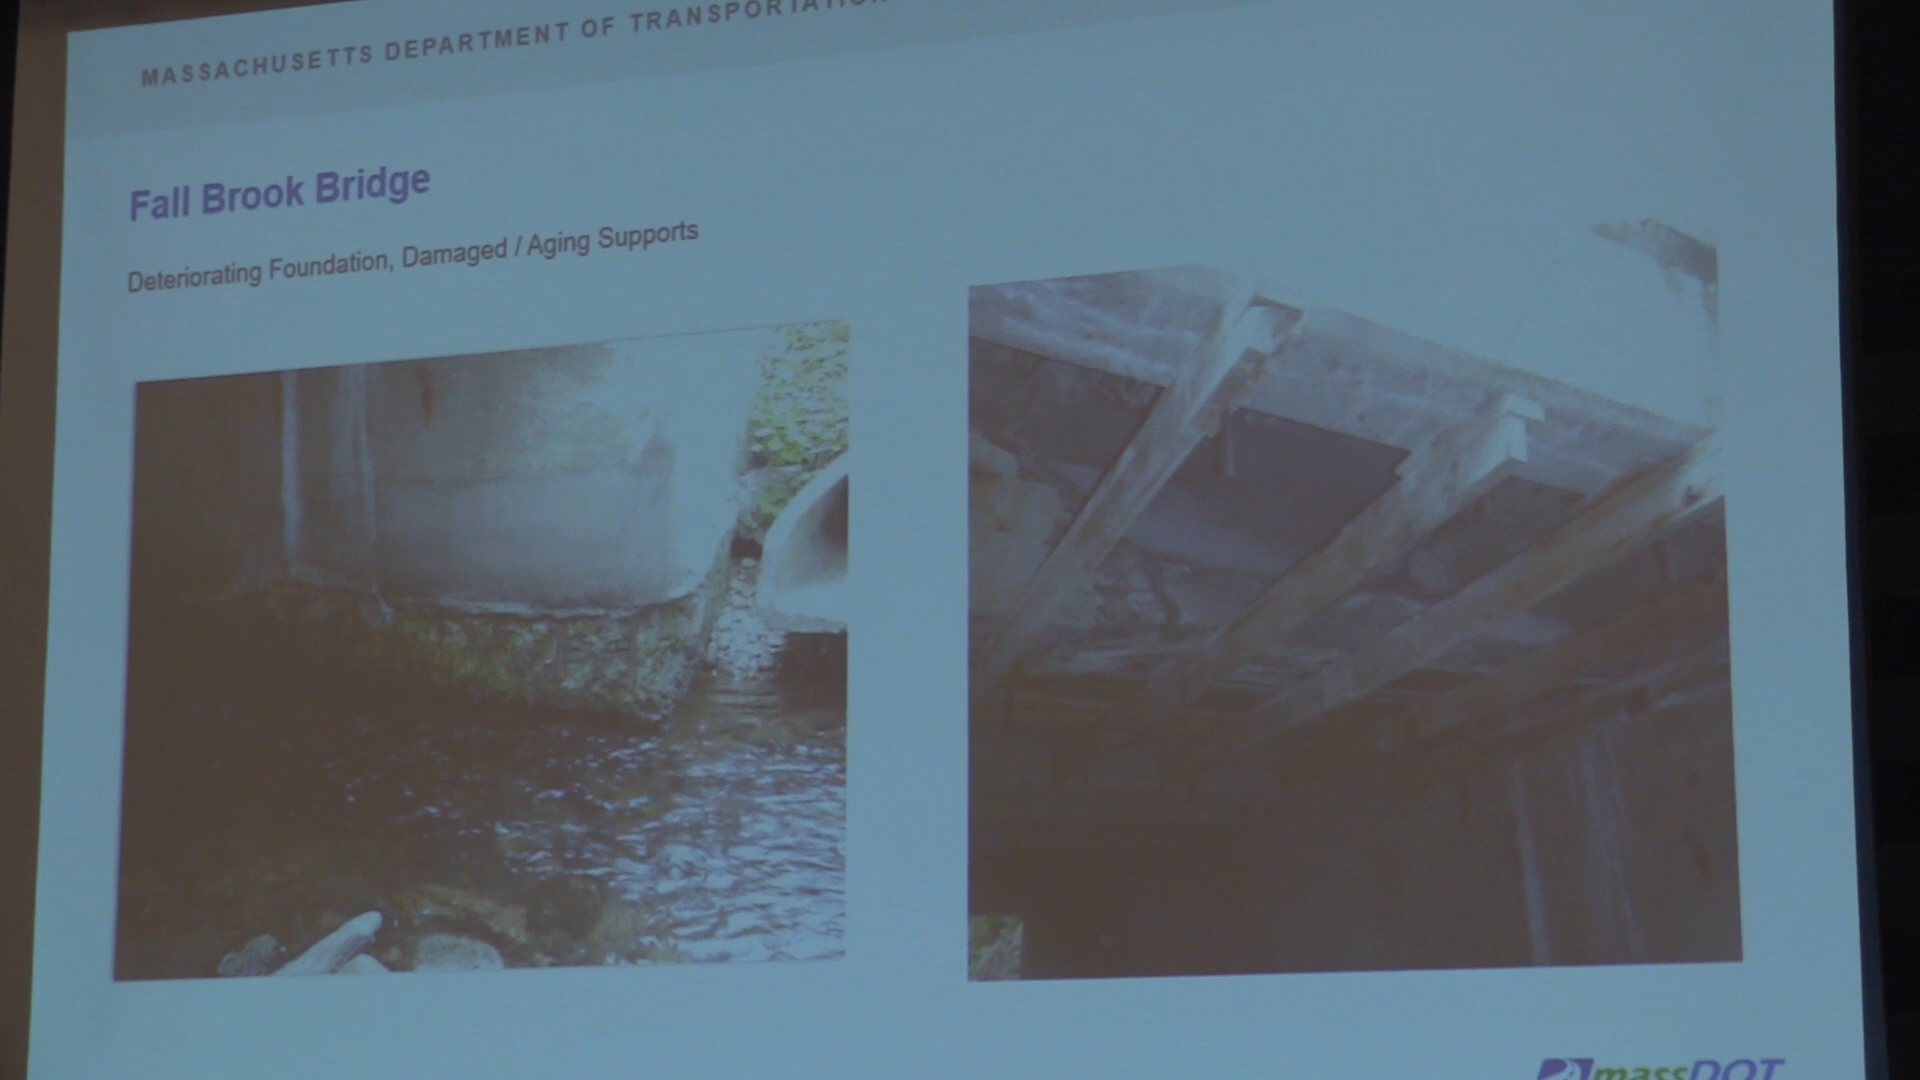 MASSACHUSETTS DEPARTMENT OF TRANSPORTATION
Fall Brook Bridge
Deteriorating Foundation, Damaged / Aging Supports
massDOT